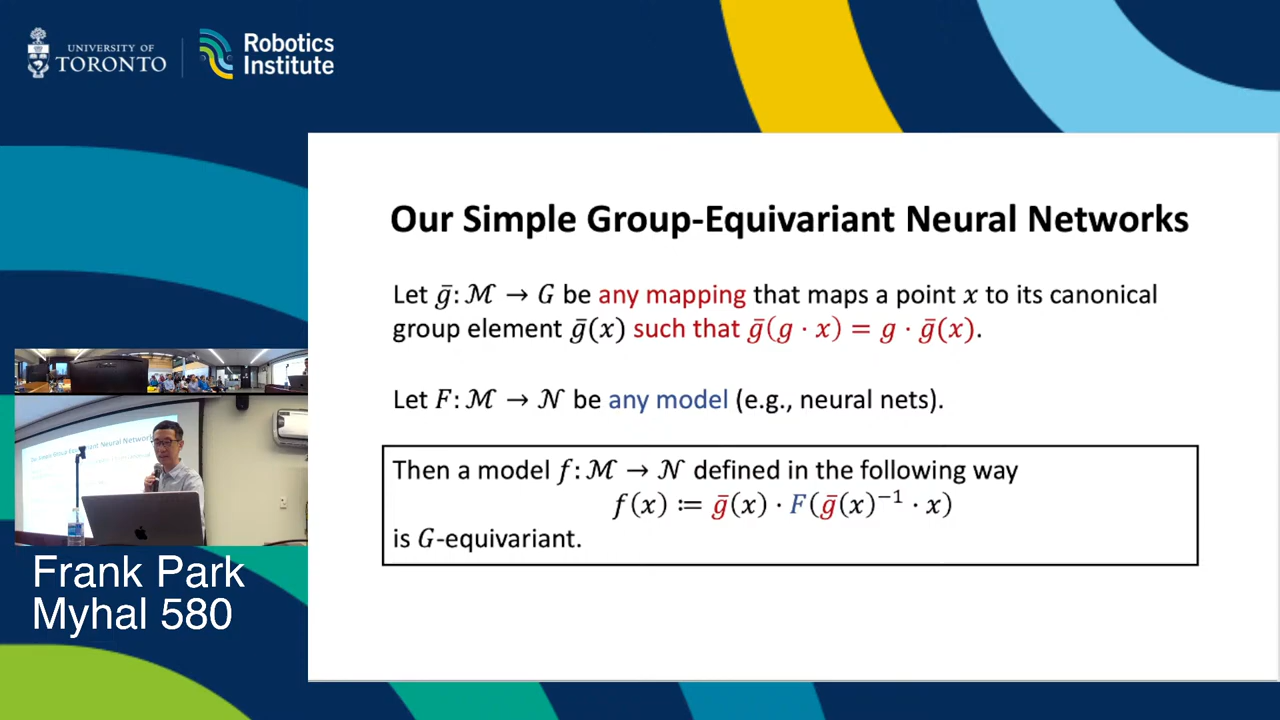 UNIVERSITY OF
TORONTO
Robotics
Institute
Our Simple Group-Equivariant Neural Networks
Let ḡ: ℳ → G be any mapping that maps a point x to its canonical
group element ḡ(x) such that ḡ(g · x) = g · ḡ(x).
Let F: ℳ → 𝒩 be any model (e.g., neural nets).
Then a model f: ℳ → 𝒩 defined in the following way
f(x) ≔ ḡ(x) · F(ḡ(x)⁻¹ · x)
is G-equivariant.
Frank Park
Myhal 580